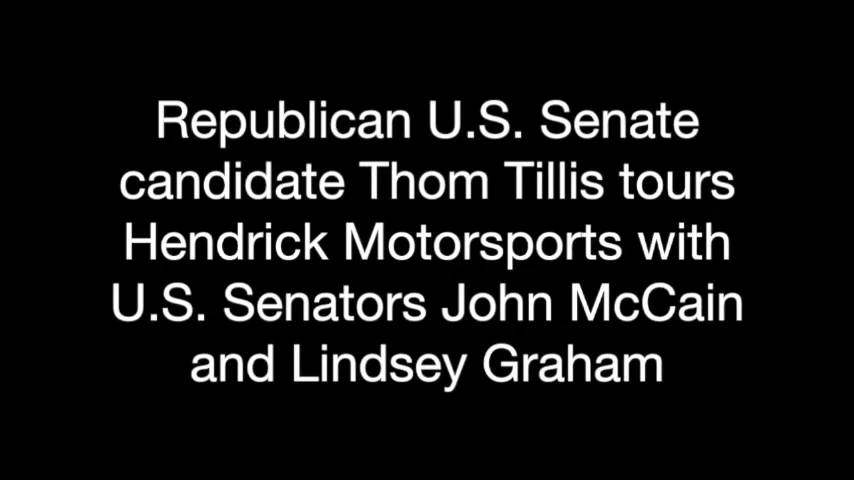 Republican U.S. Senate
candidate Thom Tillis tours
Hendrick Motorsports with
U.S. Senators John McCain
and Lindsey Graham